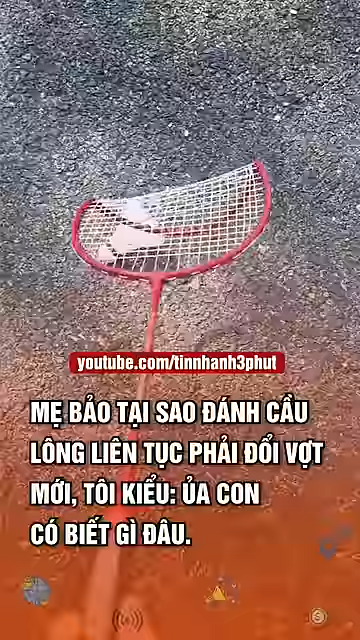 youtube.com/tinnhanh3phut
MẸ BẢO TẠI SAO ĐÁNH CẦU
LÔNG LIÊN TỤC PHẢI ĐỔI VỢT
MỚI, TÔI KIỂU: ỦA CON
CÓ BIẾT GÌ ĐÂU.